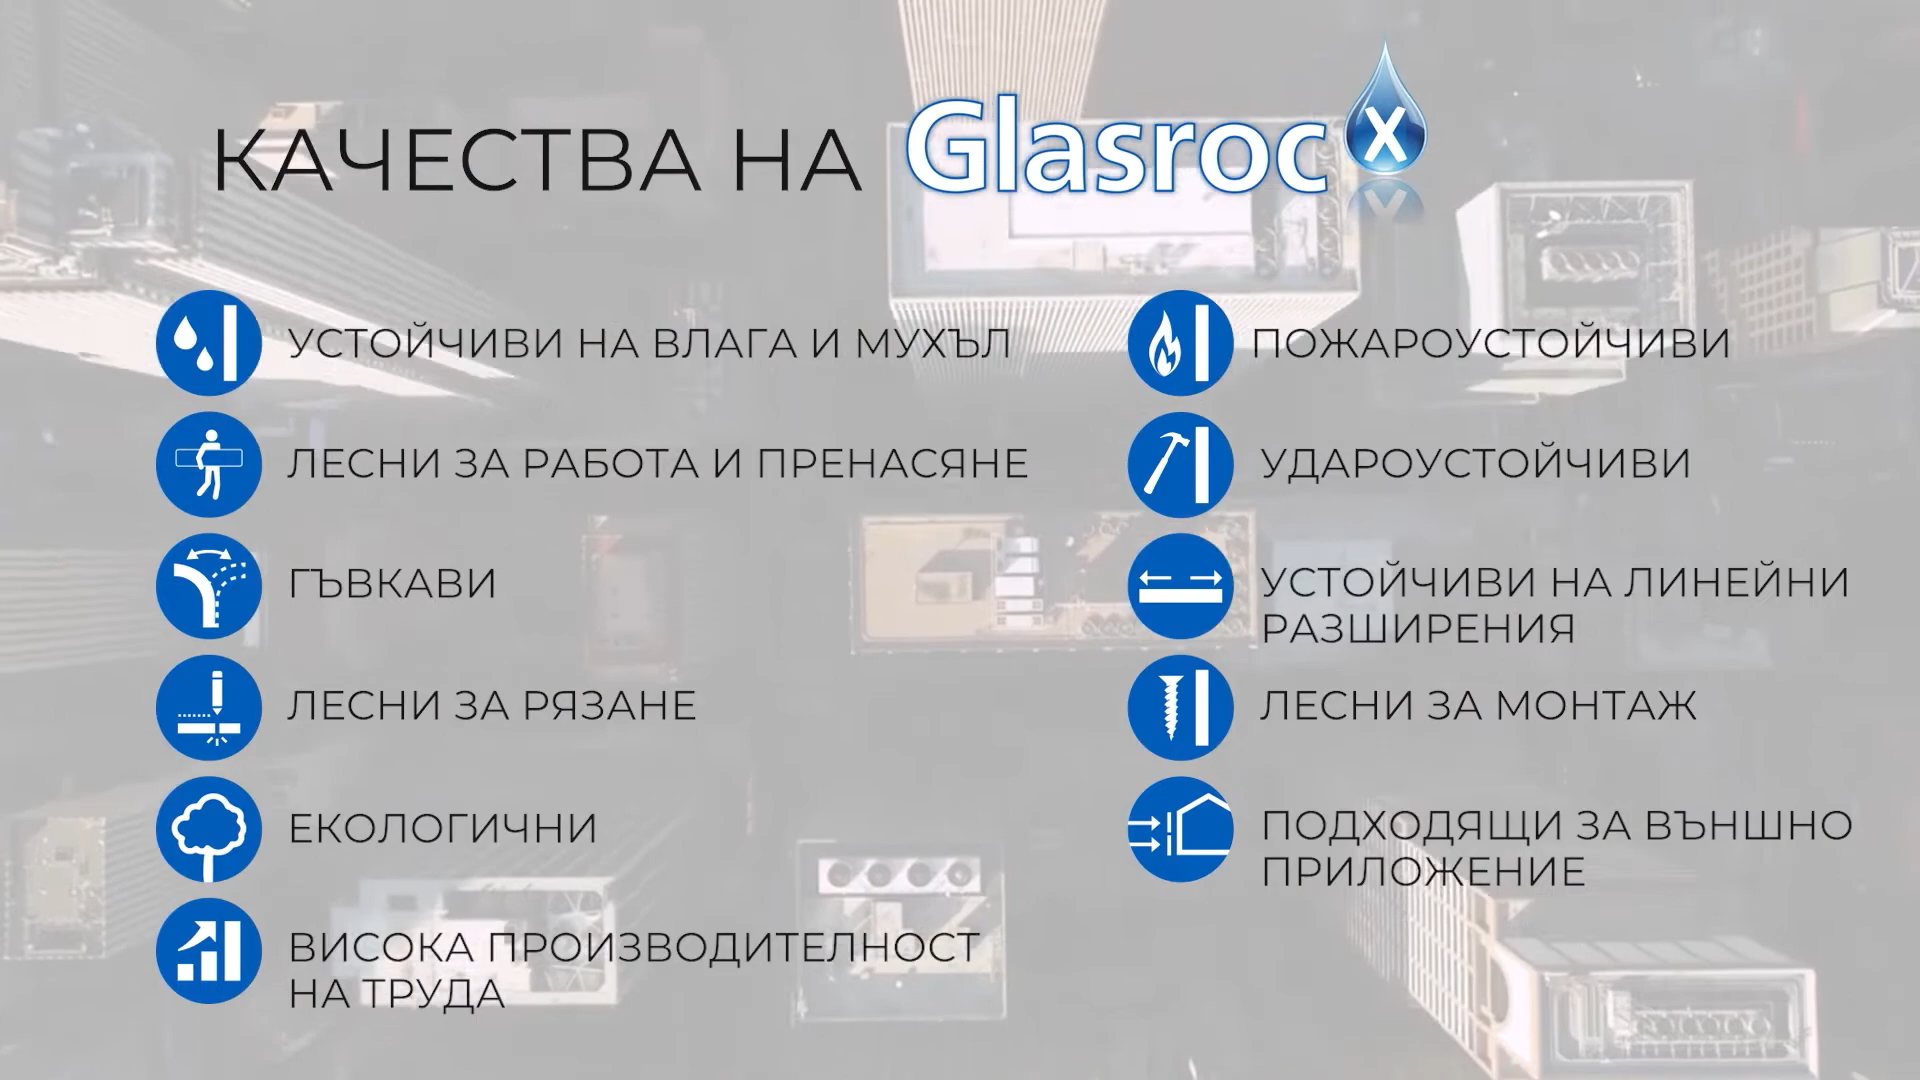 КАЧЕСТВА НА Glasroc X
УСТОЙЧИВИ НА ВЛАГА И МУХЪЛ
ЛЕСНИ ЗА РАБОТА И ПРЕНАСЯНЕ
ГЪВКАВИ
ЛЕСНИ ЗА РЯЗАНЕ
ЕКОЛОГИЧНИ
ВИСОКА ПРОИЗВОДИТЕЛНОСТ
НА ТРУДА
ПОЖАРОУСТОЙЧИВИ
УДАРОУСТОЙЧИВИ
УСТОЙЧИВИ НА ЛИНЕЙНИ
РАЗШИРЕНИЯ
ЛЕСНИ ЗА МОНТАЖ
ПОДХОДЯЩИ ЗА ВЪНШНО
ПРИЛОЖЕНИЕ